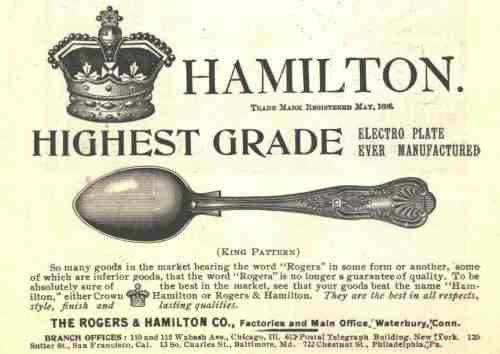 HAMILTON.
TRADE MARK REGISTERED MAY, 1896.
HIGHEST GRADE ELECTRO PLATE
EVER MANUFACTURED
(KING PATTERN)
So many goods in the market bearing the word "Rogers" in some form or another, some
of which are inferior goods, that the word "Rogers" is no longer a guarantee of quality. To be
absolutely sure of the best in the market, see that your goods beat the name "Ham-
ilton," either Crown Hamilton or Rogers & Hamilton. They are the best in all respects,
style, finish and lasting qualities.
THE ROGERS & HAMILTON CO., Factories and Main Office, Waterbury, Conn.
BRANCH OFFICES: 110 and 112 Wabash Ave., Chicago, Ill. 613 Postal Telegraph Building, New York. 120
Sutter St., San Francisco, Cal. 13 So. Charles St., Baltimore, Md. 712 Chestnut St., Philadelphia, Pa.